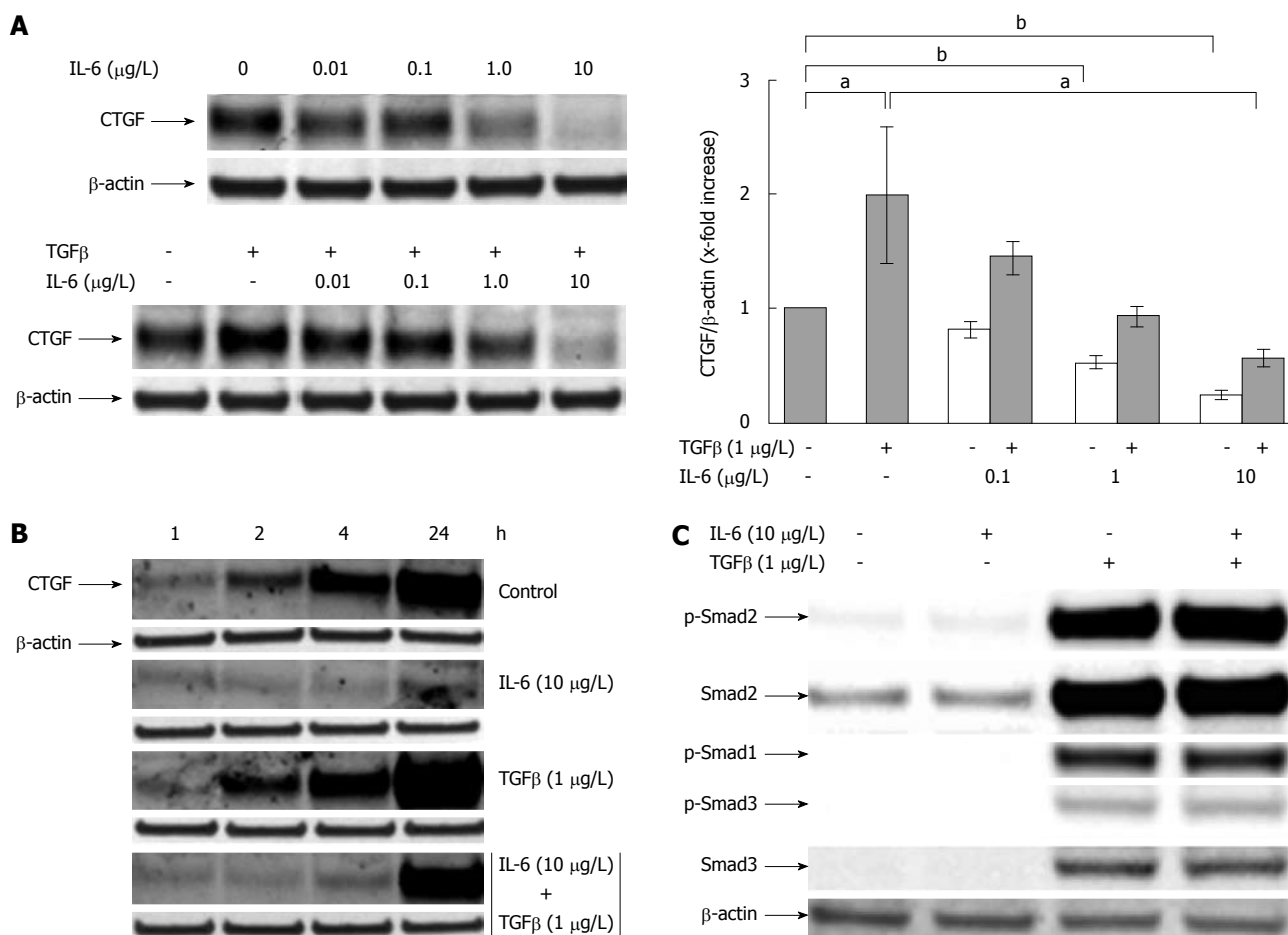 A
IL-6 (μg/L) 0 0.01 0.1 1.0 10
CTGF
β-actin
TGFβ - + + + + +
IL-6 (μg/L) - - 0.01 0.1 1.0 10
CTGF
β-actin
b
b
a a
3
2
1
0
CTGF/β-actin (x-fold increase)
TGFβ (1 μg/L) - + - + - + - +
IL-6 (μg/L) - - 0.1 1 10
B
1 2 4 24 h
CTGF
Control
β-actin
IL-6 (10 μg/L)
TGFβ (1 μg/L)
IL-6 (10 μg/L)
+
TGFβ (1 μg/L)
C
IL-6 (10 μg/L) - + - +
TGFβ (1 μg/L) - - + +
p-Smad2
Smad2
p-Smad1
p-Smad3
Smad3
β-actin